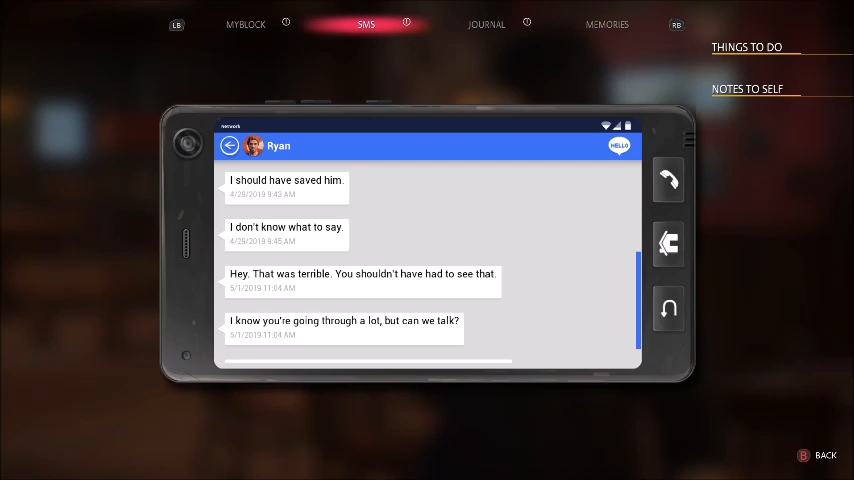 LB
MYBLOCK
SMS
JOURNAL
MEMORIES
RB
THINGS TO DO
NOTES TO SELF
Network
Ryan
HELLO
I should have saved him.
4/29/2019 9:43 AM
I don't know what to say.
4/29/2019 9:45 AM
Hey. That was terrible. You shouldn't have had to see that.
5/1/2019 11:04 AM
I know you're going through a lot, but can we talk?
5/1/2019 11:04 AM
B BACK